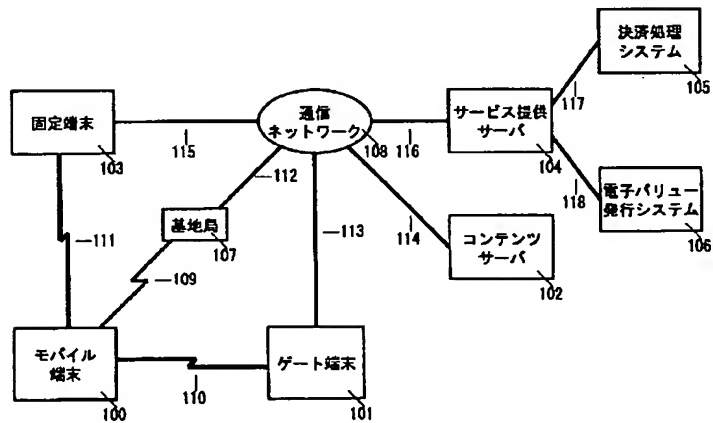 決済処理
システム
105
通信
ネットワーク
108
サービス提供
サーバ
104
117
固定端末
103
115
116
112
118
電子バリュー
発行システム
106
基地局
107
111
113
114
コンテンツ
サーバ
102
109
モバイル
端末
100
110
ゲート端末
101